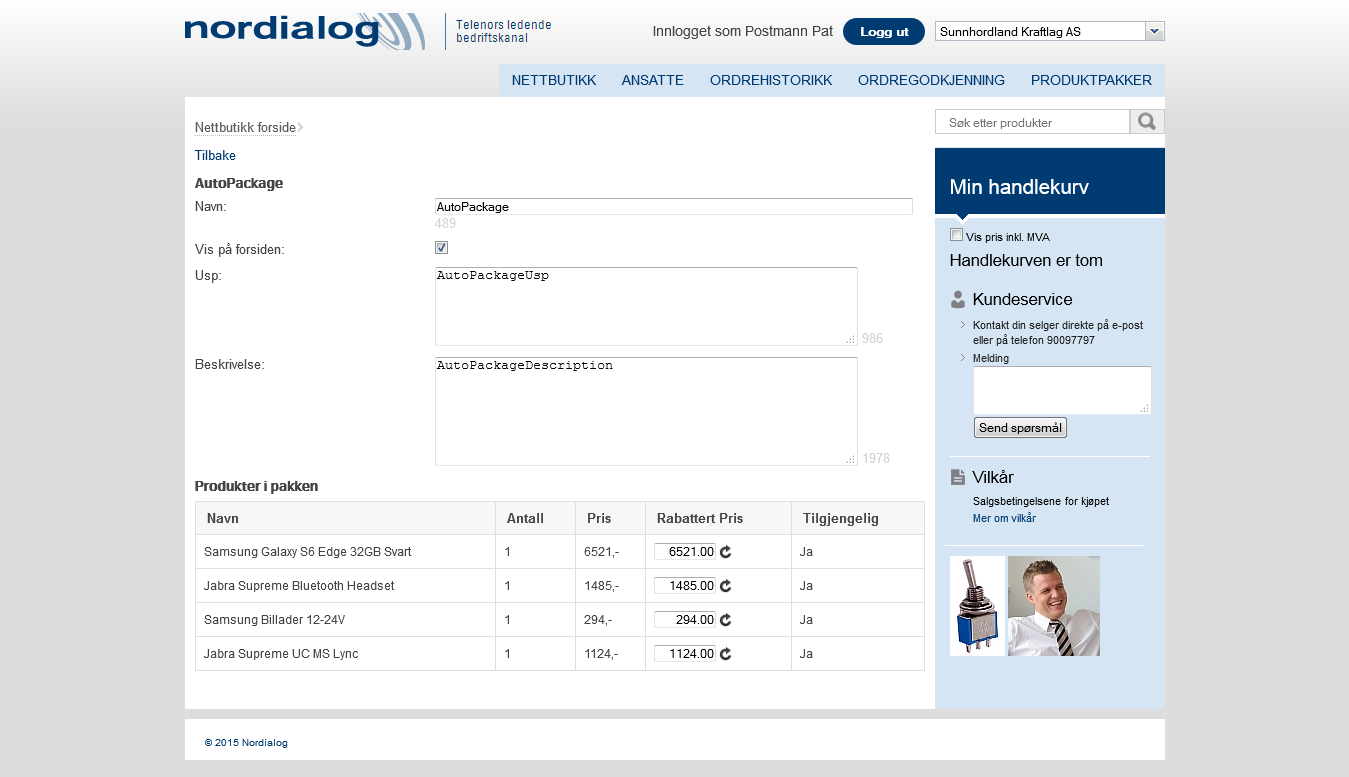 nordialog
Telenors ledende
bedriftskanal
Innlogget som Postmann Pat
Logg ut
Sunnhordland Kraftlag AS
NETTBUTIKK ANSATTE ORDREHISTORIKK ORDREGODKJENNING PRODUKTPAKKER
Nettbutikk forside
Tilbake
AutoPackage
Navn: AutoPackage
489
Vis på forsiden:
Usp: AutoPackageUsp
986
Beskrivelse: AutoPackageDescription
1978
Produkter i pakken
Navn Antall Pris Rabattert Pris Tilgjengelig
Samsung Galaxy S6 Edge 32GB Svart 1 6521,- 6521.00 Ja
Jabra Supreme Bluetooth Headset 1 1485,- 1485.00 Ja
Samsung Billader 12-24V 1 294,- 294.00 Ja
Jabra Supreme UC MS Lync 1 1124,- 1124.00 Ja
Søk etter produkter
Min handlekurv
Vis pris inkl. MVA
Handlekurven er tom
Kundeservice
Kontakt din selger direkte på e-post
eller på telefon 90097797
Melding
Send spørsmål
Vilkår
Salgsbetingelsene for kjøpet
Mer om vilkår
© 2015 Nordialog